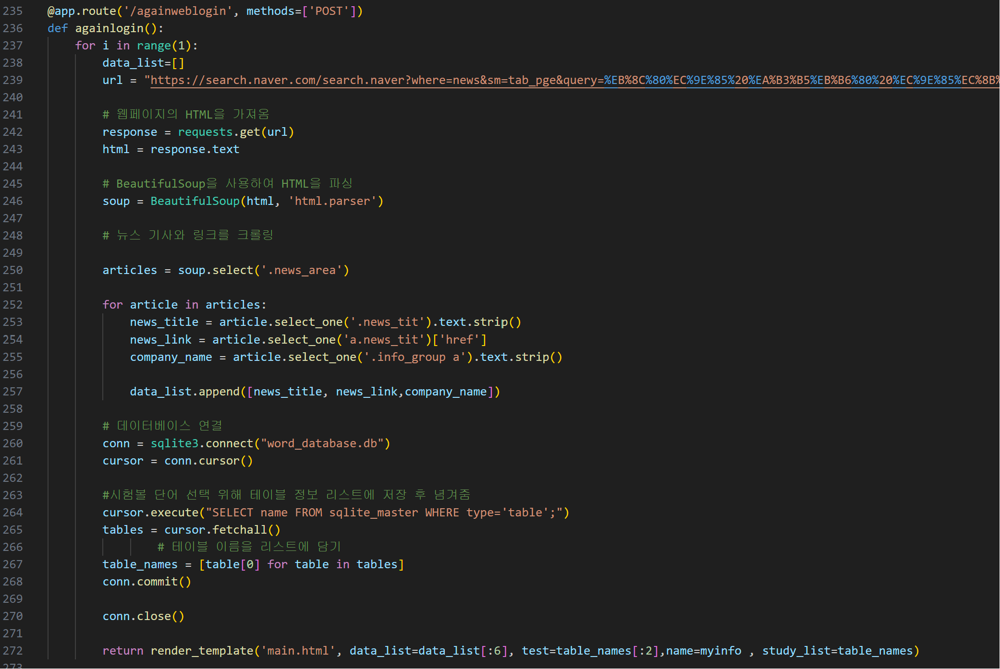 235 @app.route('/againweblogin', methods=['POST'])
236 def againlogin():
237 for i in range(1):
238 data_list=[]
239 url = "https://search.naver.com/search.naver?where=news&sm=tab_pge&query=%EB%8C%80%EC%9E%85%20%EA%B3%B5%EB%B6%80%20%EC%9E%85%EC%8B%
240
241 # 웹페이지의 HTML을 가져옴
242 response = requests.get(url)
243 html = response.text
244
245 # BeautifulSoup을 사용하여 HTML을 파싱
246 soup = BeautifulSoup(html, 'html.parser')
247
248 # 뉴스 기사와 링크를 크롤링
249
250 articles = soup.select('.news_area')
251
252 for article in articles:
253 news_title = article.select_one('.news_tit').text.strip()
254 news_link = article.select_one('a.news_tit')['href']
255 company_name = article.select_one('.info_group a').text.strip()
256
257 data_list.append([news_title, news_link,company_name])
258
259 # 데이터베이스 연결
260 conn = sqlite3.connect("word_database.db")
261 cursor = conn.cursor()
262
263 #시험볼 단어 선택 위해 테이블 정보 리스트에 저장 후 념겨줌
264 cursor.execute("SELECT name FROM sqlite_master WHERE type='table';")
265 tables = cursor.fetchall()
266 # 테이블 이름을 리스트에 담기
267 table_names = [table[0] for table in tables]
268 conn.commit()
269
270 conn.close()
271
272 return render_template('main.html', data_list=data_list[:6], test=table_names[:2],name=myinfo , study_list=table_names)
273